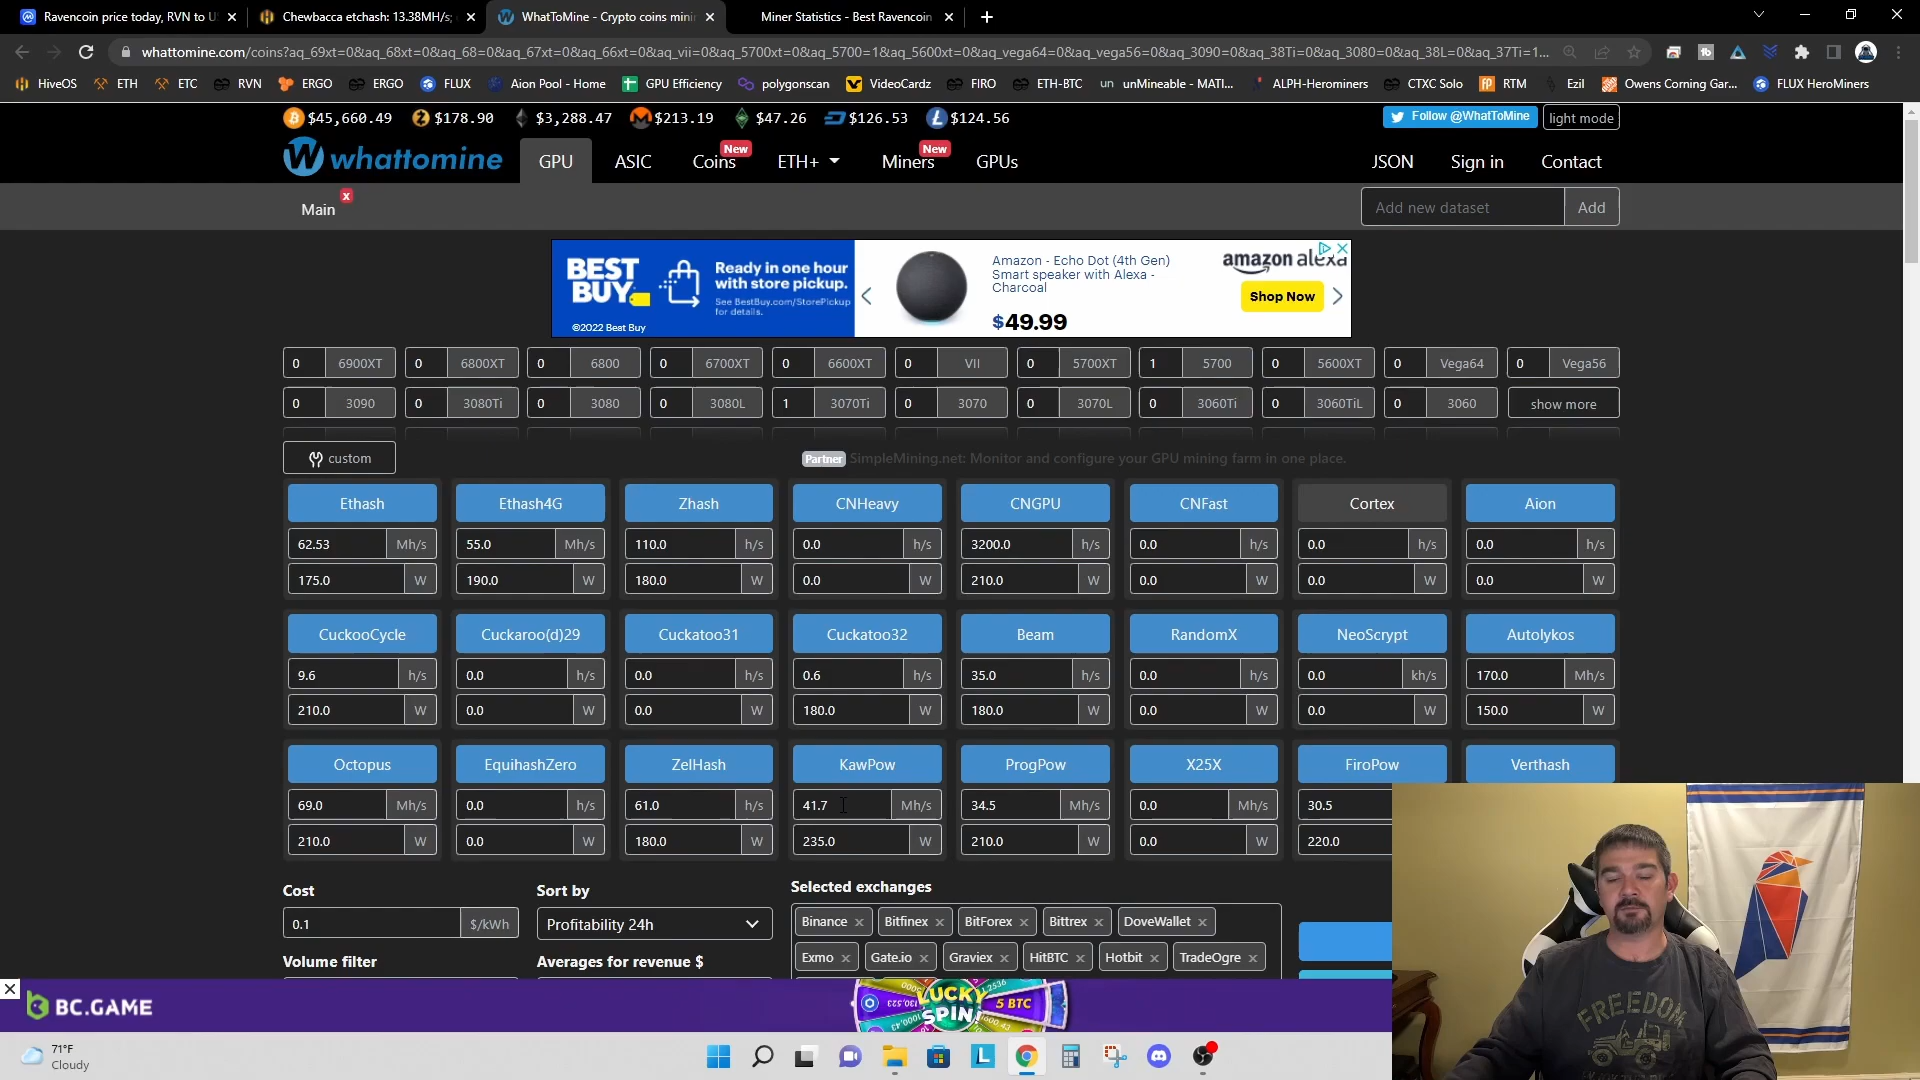 Ravencoin price today, RVN to U
Chewbacca etchash: 13.38MH/s;
WhatToMine - Crypto coins mini
Miner Statistics - Best Ravencoin
whattomine.com/coins?aq_69xt=0&aq_68xt=0&aq_68=0&aq_67xt=0&aq_66xt=0&aq_vii=0&aq_5700xt=0&aq_5700=1&aq_5600xt=0&aq_vega64=0&aq_vega56=0&aq_3090=0&aq_38Ti=0&aq_3080=0&aq_38L=0&aq_37Ti=1...
HiveOS ETH ETC RVN ERGO ERGO FLUX Aion Pool - Home GPU Efficiency polygonscan VideoCardz FIRO ETH-BTC un unMineable - MATI... ALPH-Herominers CTXC Solo RTM Ezil Owens Corning Gar... FLUX HeroMiners
$45,660.49 $178.90 $3,288.47 $213.19 $47.26 $126.53 $124.56 Follow @WhatToMine light mode
whattomine GPU ASIC Coins New ETH+ Miners New GPUs JSON Sign in Contact
Main x Add new dataset Add
BEST BUY Ready in one hour with store pickup.
See BestBuy.com/StorePickup for details.
©2022 Best Buy
Amazon - Echo Dot (4th Gen)
Smart speaker with Alexa -
Charcoal
$49.99
amazon alexa
Shop Now
0 6900XT 0 6800XT 0 6800 0 6700XT 0 6600XT 0 VII 0 5700XT 1 5700 0 5600XT 0 Vega64 0 Vega56
0 3090 0 3080Ti 0 3080 0 3080L 1 3070Ti 0 3070 0 3070L 0 3060Ti 0 3060TiL 0 3060 show more
custom Partner SimpleMining.net: Monitor and configure your GPU mining farm in one place.
Ethash Ethash4G Zhash CNHeavy CNGPU CNFast Cortex Aion
62.53 Mh/s 55.0 Mh/s 110.0 h/s 0.0 h/s 3200.0 h/s 0.0 h/s 0.0 h/s 0.0 h/s
175.0 W 190.0 W 180.0 W 0.0 W 210.0 W 0.0 W 0.0 W 0.0 W
CuckooCycle Cuckaroo(d)29 Cuckatoo31 Cuckatoo32 Beam RandomX NeoScrypt Autolykos
9.6 h/s 0.0 h/s 0.0 h/s 0.6 h/s 35.0 h/s 0.0 h/s 0.0 kh/s 170.0 Mh/s
210.0 W 0.0 W 0.0 W 180.0 W 180.0 W 0.0 W 0.0 W 150.0 W
Octopus EquihashZero ZelHash KawPow ProgPow X25X FiroPow Verthash
69.0 Mh/s 0.0 h/s 61.0 h/s 41.7 Mh/s 34.5 Mh/s 0.0 Mh/s 30.5
210.0 W 0.0 W 180.0 W 235.0 W 210.0 W 0.0 W 220.0
Cost Sort by Selected exchanges
0.1 $/kWh Profitability 24h
Binance Bitfinex BitForex Bittrex DoveWallet
Exmo Gate.io Graviex HitBTC Hotbit TradeOgre
Volume filter Averages for revenue $
BC.GAME
LUCKY
SPIN!
5 BTC
71°F
Cloudy
FREEDOM